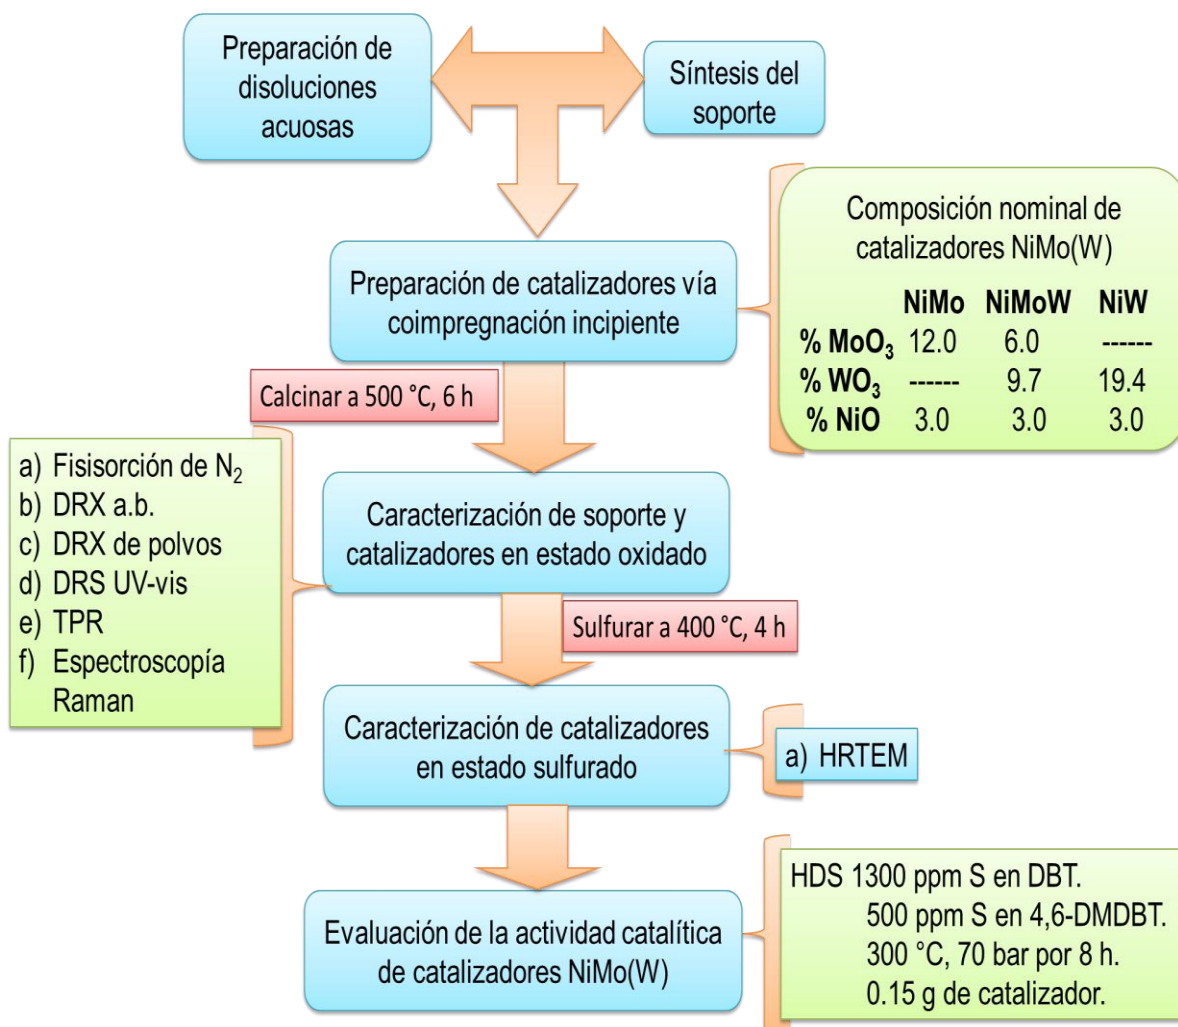 Preparación de
disoluciones
acuosas
Síntesis del
soporte
Preparación de catalizadores vía
coimpregnación incipiente
Composición nominal de
catalizadores NiMo(W)
NiMo NiMoW NiW
% MoO₃ 12.0 6.0 ------
% WO₃ ------ 9.7 19.4
% NiO 3.0 3.0 3.0
Calcinar a 500 °C, 6 h
a) Fisisorción de N₂
b) DRX a.b.
c) DRX de polvos
d) DRS UV-vis
e) TPR
f) Espectroscopía
Raman
Caracterización de soporte y
catalizadores en estado oxidado
Sulfurar a 400 °C, 4 h
Caracterización de catalizadores
en estado sulfurado
a) HRTEM
Evaluación de la actividad catalítica
de catalizadores NiMo(W)
HDS 1300 ppm S en DBT.
500 ppm S en 4,6-DMDBT.
300 °C, 70 bar por 8 h.
0.15 g de catalizador.